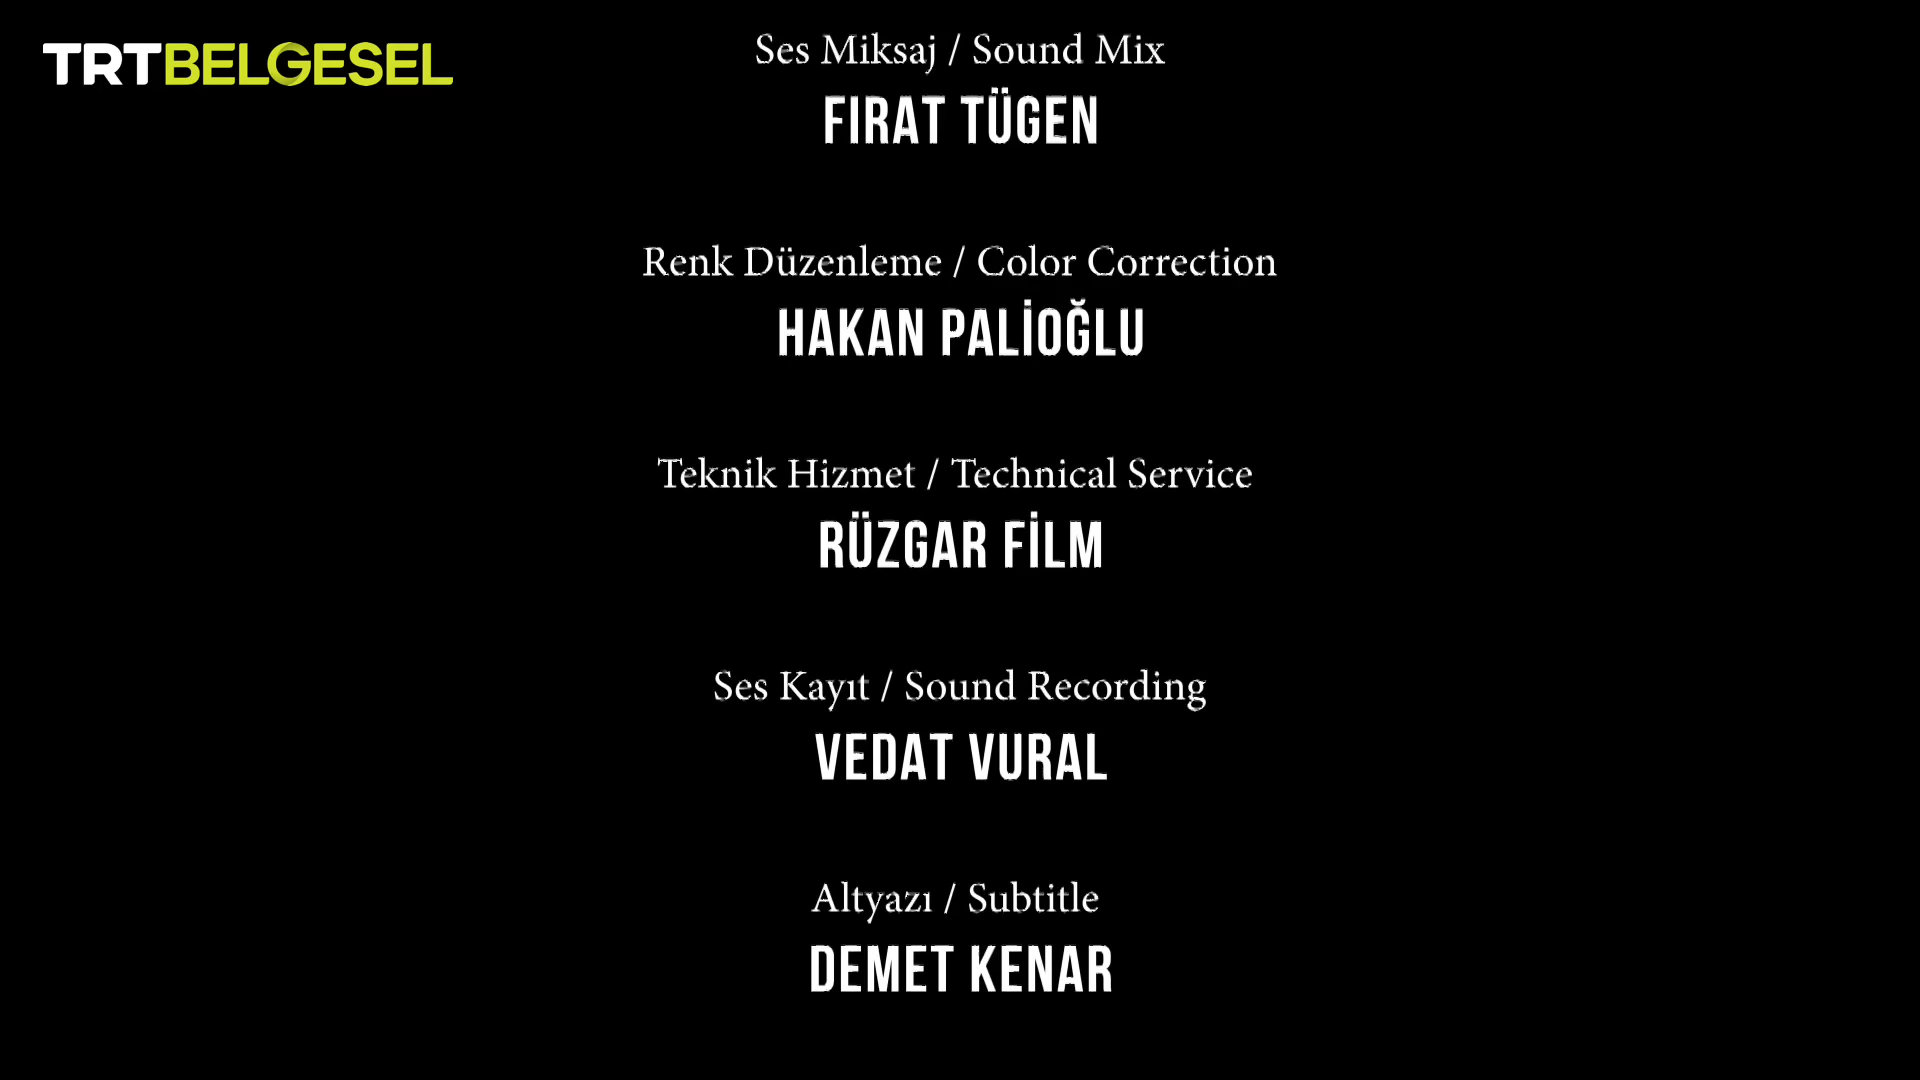 TRTBELGESEL
Ses Miksaj / Sound Mix
FIRAT TÜGEN
Renk Düzenleme / Color Correction
HAKAN PALİOĞLU
Teknik Hizmet / Technical Service
RÜZGAR FİLM
Ses Kayıt / Sound Recording
VEDAT VURAL
Altyazı / Subtitle
DEMET KENAR